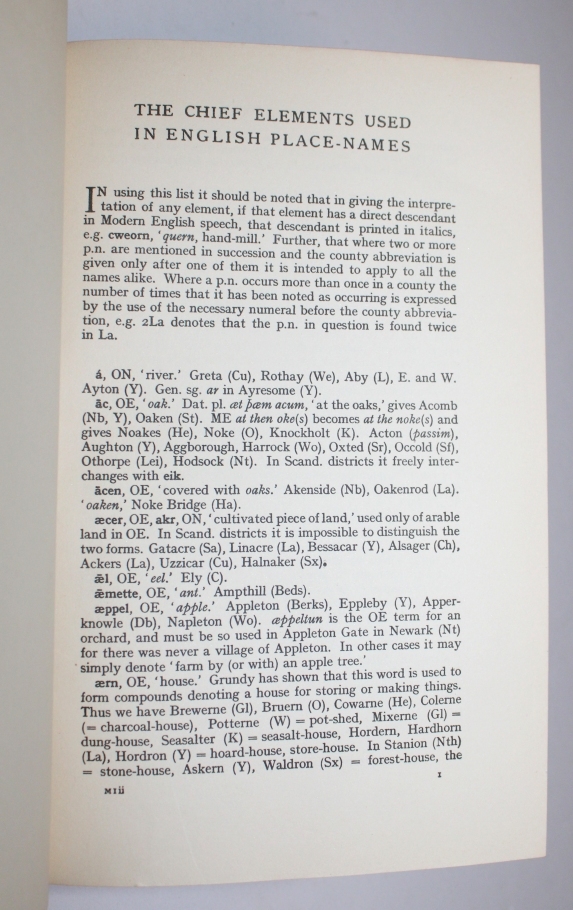 THE CHIEF ELEMENTS USED
IN ENGLISH PLACE-NAMES
IN using this list it should be noted that in giving the interpre-
tation of any element, if that element has a direct descendant
in Modern English speech, that descendant is printed in italics,
e.g. cweorn, 'quern, hand-mill.' Further, that where two or more
p.n. are mentioned in succession and the county abbreviation is
given only after one of them it is intended to apply to all the
names alike. Where a p.n. occurs more than once in a county the
number of times that it has been noted as occurring is expressed
by the use of the necessary numeral before the county abbrevia-
tion, e.g. 2La denotes that the p.n. in question is found twice
in La.
á, ON, 'river.' Greta (Cu), Rothay (We), Aby (L), E. and W.
Ayton (Y). Gen. sg. ar in Ayresome (Y).
āc, OE, 'oak.' Dat. pl. æt þæm acum, 'at the oaks,' gives Acomb
(Nb, Y), Oaken (St). ME at then oke(s) becomes at the noke(s) and
gives Noakes (He), Noke (O), Knockholt (K). Acton (passim),
Aughton (Y), Aggborough, Harrock (Wo), Oxted (Sr), Occold (Sf),
Othorpe (Lei), Hodsock (Nt). In Scand. districts it freely inter-
changes with eik.
ācen, OE, 'covered with oaks.' Akenside (Nb), Oakenrod (La).
'oaken,' Noke Bridge (Ha).
æcer, OE, akr, ON, 'cultivated piece of land,' used only of arable
land in OE. In Scand. districts it is impossible to distinguish the
two forms. Gatacre (Sa), Linacre (La), Bessacar (Y), Alsager (Ch),
Ackers (La), Uzzicar (Cu), Halnaker (Sx).
ǣl, OE, 'eel.' Ely (C).
ǣmette, OE, 'ant.' Ampthill (Beds).
æppel, OE, 'apple.' Appleton (Berks), Eppleby (Y), Apper-
knowle (Db), Napleton (Wo). æppeltun is the OE term for an
orchard, and must be so used in Appleton Gate in Newark (Nt)
for there was never a village of Appleton. In other cases it may
simply denote 'farm by (or with) an apple tree.'
ærn, OE, 'house.' Grundy has shown that this word is used to
form compounds denoting a house for storing or making things.
Thus we have Brewerne (Gl), Bruern (O), Cowarne (He), Colerne
(= charcoal-house), Potterne (W) = pot-shed, Mixerne (Gl) =
dung-house, Seasalter (K) = seasalt-house, Hordern, Hardhorn
(La), Hordron (Y) = hoard-house, store-house. In Stanion (Nth)
= stone-house, Askern (Y), Waldron (Sx) = forest-house, the
MIii
1